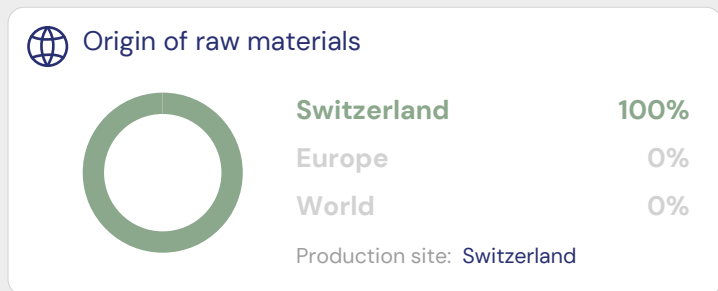 Origin of raw materials
Switzerland 100%
Europe 0%
World 0%
Production site: Switzerland